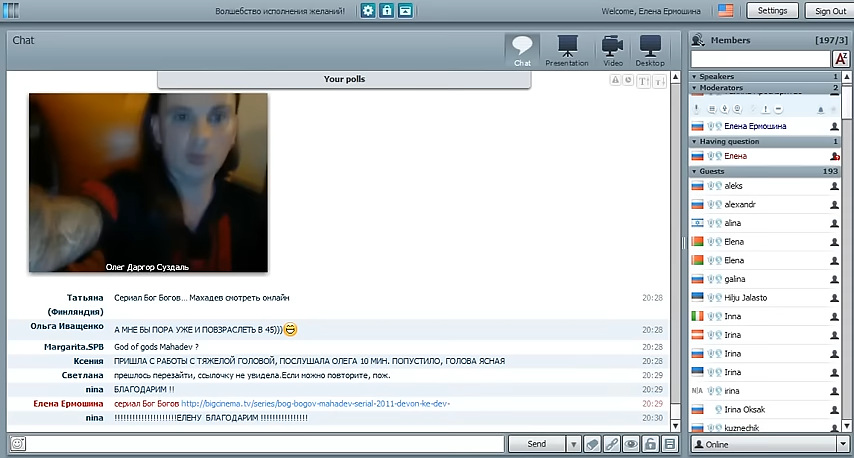 Волшебство исполнения желаний!
Welcome, Елена Ермошина
Settings
Sign Out
Chat
Chat
Presentation
Video
Desktop
Your polls
Олег Даргор Суздаль
Татьяна (Финляндия) Сериал Бог Богов... Махадев смотреть онлайн 20:28
Ольга Иващенко А МНЕ БЫ ПОРА УЖЕ И ПОВЗРАСЛЕТЬ В 45))) 20:28
Margarita.SPB God of gods Mahadev ? 20:28
Ксения ПРИШЛА С РАБОТЫ С ТЯЖЕЛОЙ ГОЛОВОЙ, ПОСЛУШАЛА ОЛЕГА 10 МИН. ПОПУСТИЛО, ГОЛОВА ЯСНАЯ 20:28
Светлана прешлось перезайти, ссылочку не увидела.Если можно повторите, пож. 20:29
nina БЛАГОДАРИМ !! 20:29
Елена Ермошина сериал Бог Богов http://bigcinema.tv/series/bog-bogov-mahadev-serial-2011-devon-ke-dev- 20:29
nina !!!!!!!!!!!!!!!!!!!!!ЕЛЕНУ БЛАГОДАРИМ !!!!!!!!!!!!!!!! 20:30
Send
Members [197/3]
Speakers 1
Moderators 2
Елена Ермошина
Having question 1
Елена
Guests 193
aleks
alexandr
alina
Elena
Elena
galina
Hilju Jalasto
Inna
Irina
Irina
Irina
N/A irina
Irina Oksak
kuznechik
Online